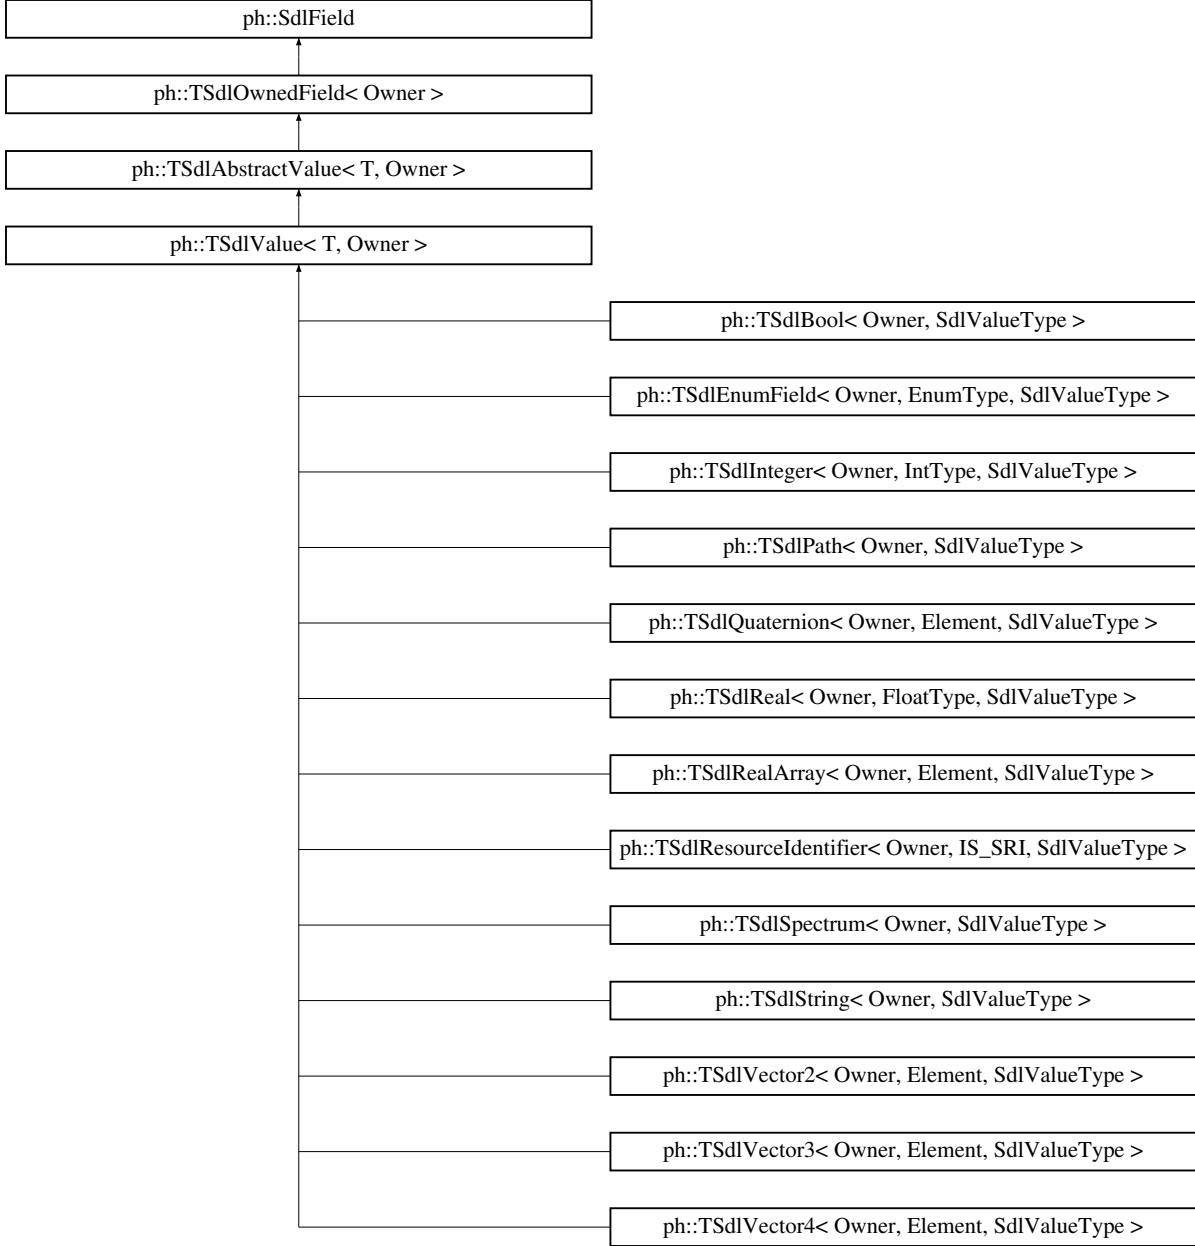 ph::SdlField
ph::TSdlOwnedField< Owner >
ph::TSdlAbstractValue< T, Owner >
ph::TSdlValue< T, Owner >
ph::TSdlBool< Owner, SdlValueType >
ph::TSdlEnumField< Owner, EnumType, SdlValueType >
ph::TSdlInteger< Owner, IntType, SdlValueType >
ph::TSdlPath< Owner, SdlValueType >
ph::TSdlQuaternion< Owner, Element, SdlValueType >
ph::TSdlReal< Owner, FloatType, SdlValueType >
ph::TSdlRealArray< Owner, Element, SdlValueType >
ph::TSdlResourceIdentifier< Owner, IS_SRI, SdlValueType >
ph::TSdlSpectrum< Owner, SdlValueType >
ph::TSdlString< Owner, SdlValueType >
ph::TSdlVector2< Owner, Element, SdlValueType >
ph::TSdlVector3< Owner, Element, SdlValueType >
ph::TSdlVector4< Owner, Element, SdlValueType >